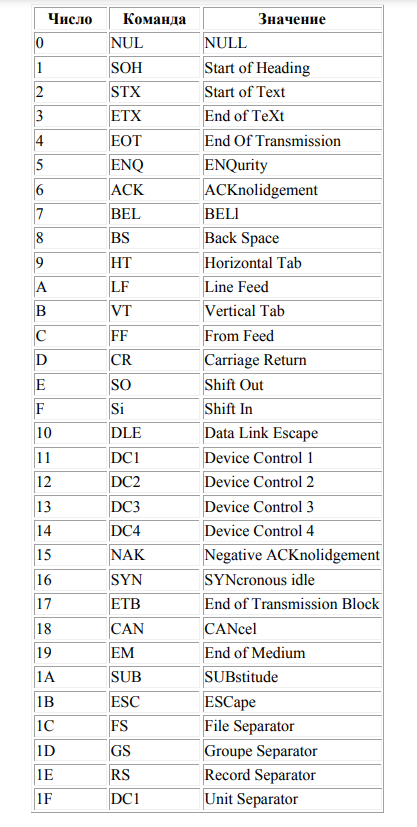 Число Команда Значение
0 NUL NULL
1 SOH Start of Heading
2 STX Start of Text
3 ETX End of TeXt
4 EOT End Of Transmission
5 ENQ ENQurity
6 ACK ACKnolidgement
7 BEL BELl
8 BS Back Space
9 HT Horizontal Tab
A LF Line Feed
B VT Vertical Tab
C FF From Feed
D CR Carriage Return
E SO Shift Out
F Si Shift In
10 DLE Data Link Escape
11 DC1 Device Control 1
12 DC2 Device Control 2
13 DC3 Device Control 3
14 DC4 Device Control 4
15 NAK Negative ACKnolidgement
16 SYN SYNcronous idle
17 ETB End of Transmission Block
18 CAN CANcel
19 EM End of Medium
1A SUB SUBstitude
1B ESC ESCape
1C FS File Separator
1D GS Groupe Separator
1E RS Record Separator
1F DC1 Unit Separator